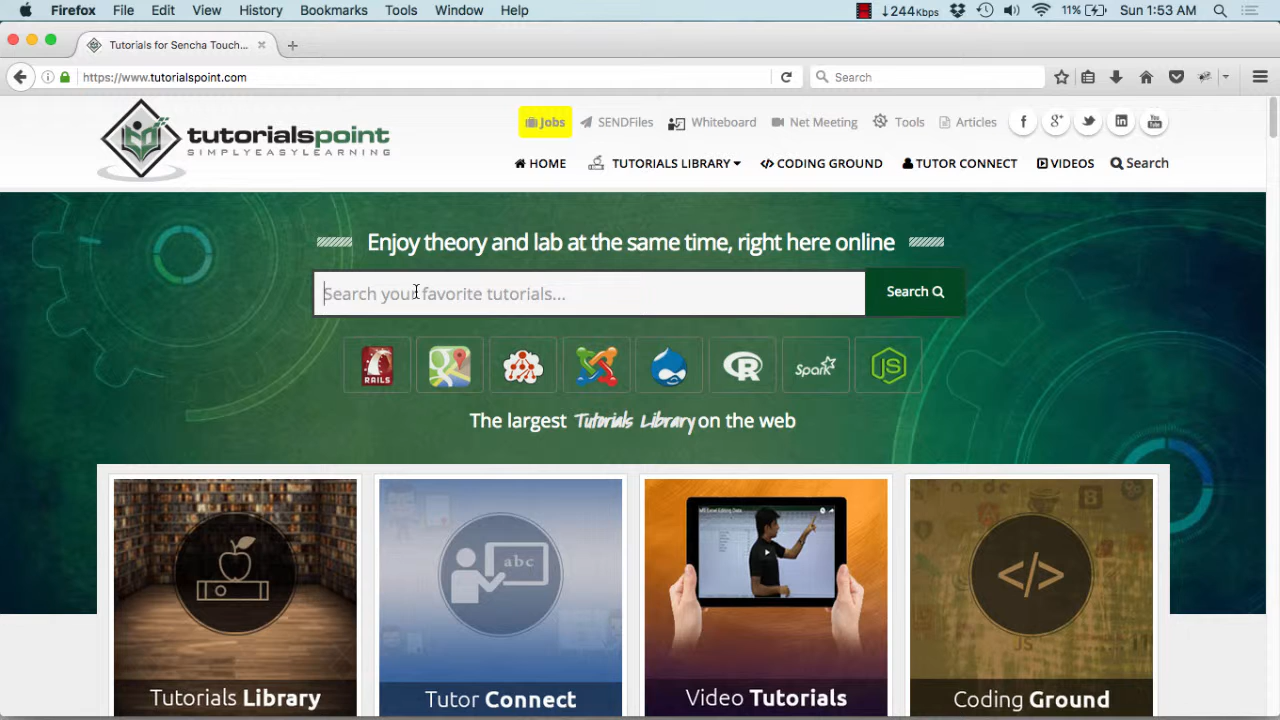 Firefox File Edit View History Bookmarks Tools Window Help ↓244Kbps 11% Sun 1:53 AM
Tutorials for Sencha Touch...
https://www.tutorialspoint.com Search
Jobs SENDFiles Whiteboard Net Meeting Tools Articles
tutorialspoint
SIMPLYEASYLEARNING
HOME TUTORIALS LIBRARY CODING GROUND TUTOR CONNECT VIDEOS Search
Enjoy theory and lab at the same time, right here online
Search your favorite tutorials... Search
RAILS R Spark JS
The largest Tutorials Library on the web
abc
Tutorials Library Tutor Connect Video Tutorials Coding Ground